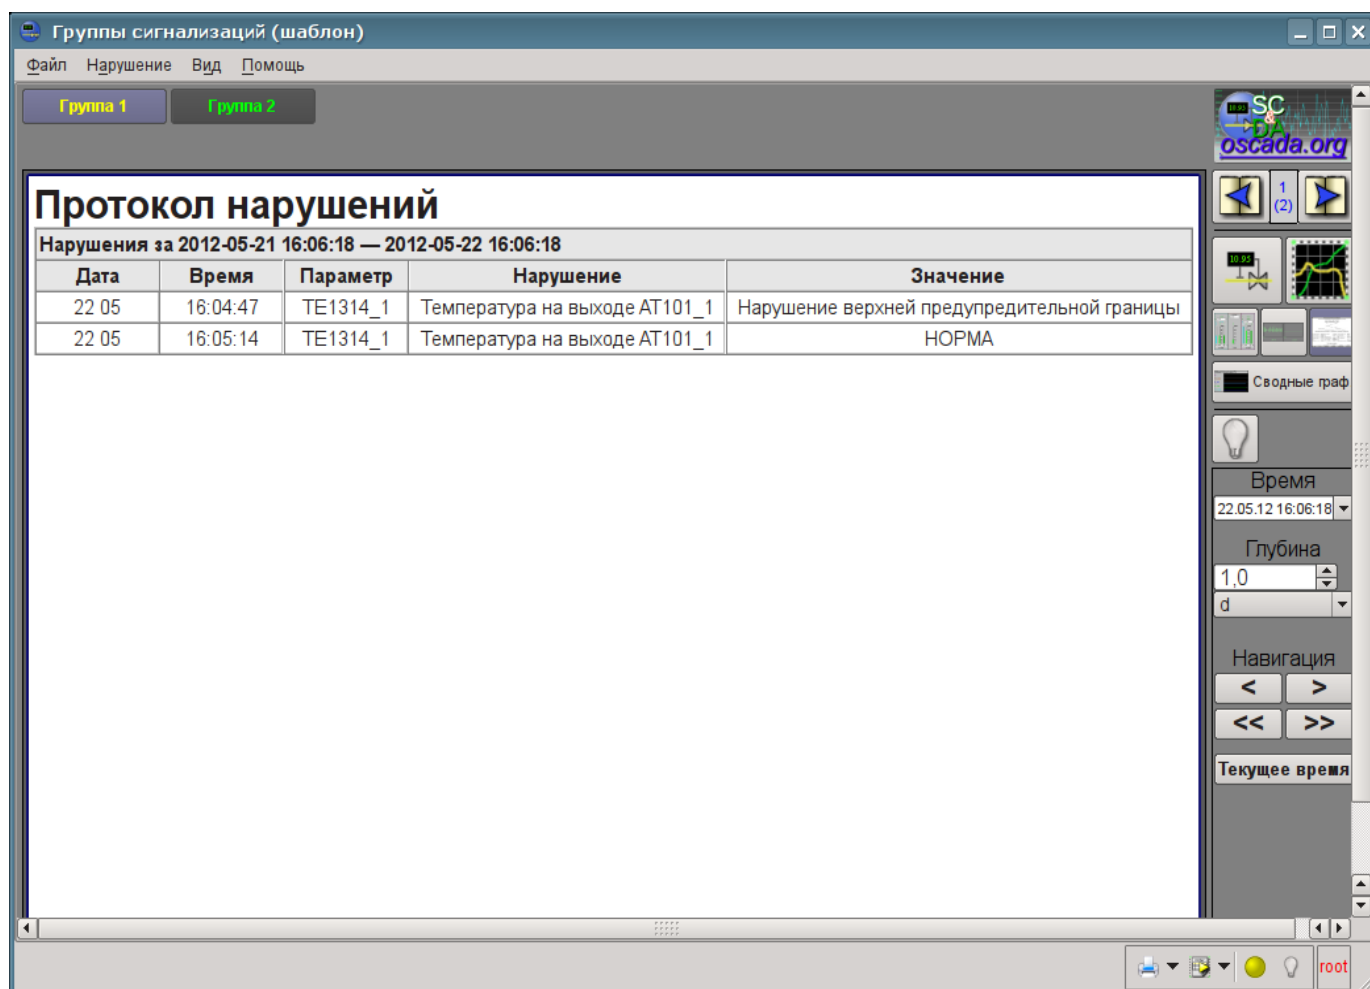 Группы сигнализаций (шаблон)
Файл Нарушение Вид Помощь
Группа 1 Группа 2
SC
&
DA
oscada.org
1
(2)
Протокол нарушений
Нарушения за 2012-05-21 16:06:18 — 2012-05-22 16:06:18
Дата Время Параметр Нарушение Значение
22 05 16:04:47 TE1314_1 Температура на выходе AT101_1 Нарушение верхней предупредительной границы
22 05 16:05:14 TE1314_1 Температура на выходе AT101_1 НОРМА
10.95
Сводные граф
Время
22.05.12 16:06:18
Глубина
1,0
d
Навигация
< >
<< >>
Текущее время
root